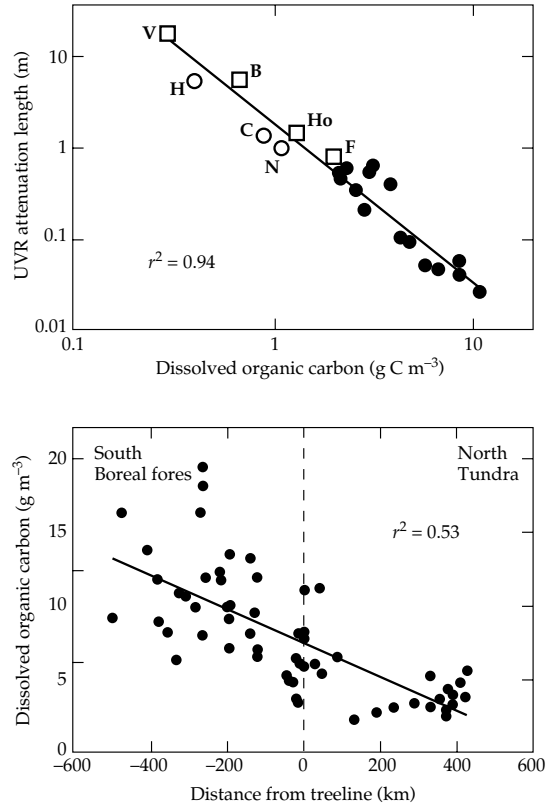 UVR attenuation length (m)
10
1
0.1
0.01
V
B
H
Ho
C
F
N
r² = 0.94
0.1
1
10
Dissolved organic carbon (g C m⁻³)
Dissolved organic carbon (g m⁻³)
20
15
10
5
0
South
Boreal fores
North
Tundra
r² = 0.53
−600
−400
−200
0
200
400
600
Distance from treeline (km)